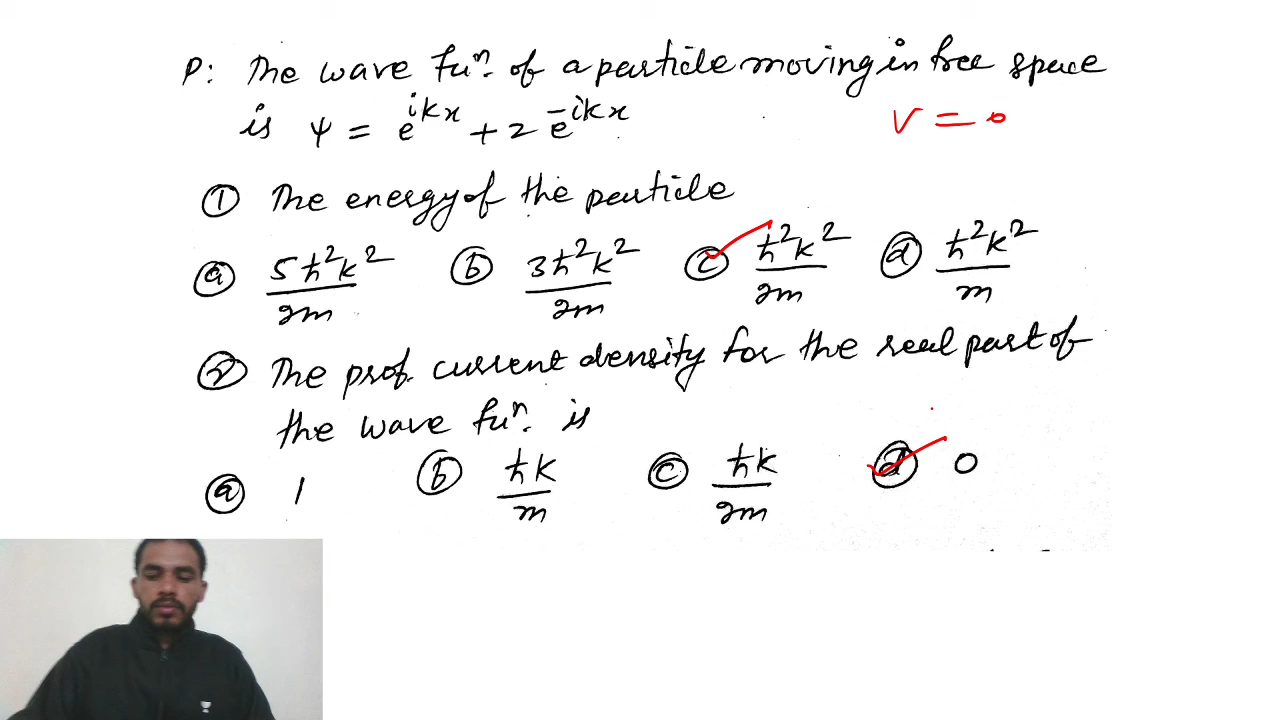 P: The wave fuⁿ. of a particle moving in free space
is ψ = e^{ikx} + 2 e^{-ikx}
V = 0
① The energy of the particle
ⓐ 5ħ²k²/2m ⓑ 3ħ²k²/2m ⓒ ħ²k²/2m ⓓ ħ²k²/m
② The prob. current density for the real part of
the wave fuⁿ. is
ⓐ 1 ⓑ ħk/m ⓒ ħk/2m ⓓ 0